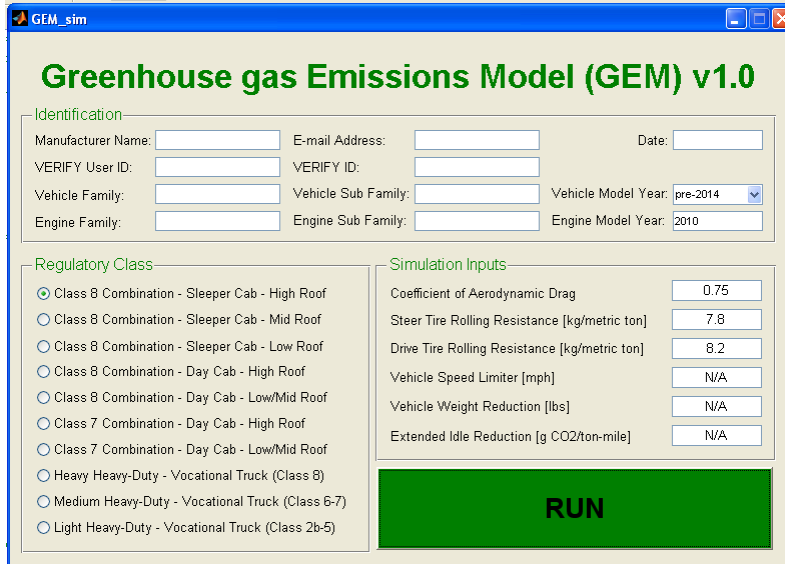 GEM_sim
Greenhouse gas Emissions Model (GEM) v1.0
Identification
Manufacturer Name: E-mail Address: Date:
VERIFY User ID: VERIFY ID:
Vehicle Family: Vehicle Sub Family: Vehicle Model Year: pre-2014
Engine Family: Engine Sub Family: Engine Model Year: 2010
Regulatory Class
Class 8 Combination - Sleeper Cab - High Roof
Class 8 Combination - Sleeper Cab - Mid Roof
Class 8 Combination - Sleeper Cab - Low Roof
Class 8 Combination - Day Cab - High Roof
Class 8 Combination - Day Cab - Low/Mid Roof
Class 7 Combination - Day Cab - High Roof
Class 7 Combination - Day Cab - Low/Mid Roof
Heavy Heavy-Duty - Vocational Truck (Class 8)
Medium Heavy-Duty - Vocational Truck (Class 6-7)
Light Heavy-Duty - Vocational Truck (Class 2b-5)
Simulation Inputs
Coefficient of Aerodynamic Drag 0.75
Steer Tire Rolling Resistance [kg/metric ton] 7.8
Drive Tire Rolling Resistance [kg/metric ton] 8.2
Vehicle Speed Limiter [mph] N/A
Vehicle Weight Reduction [lbs] N/A
Extended Idle Reduction [g CO2/ton-mile] N/A
RUN